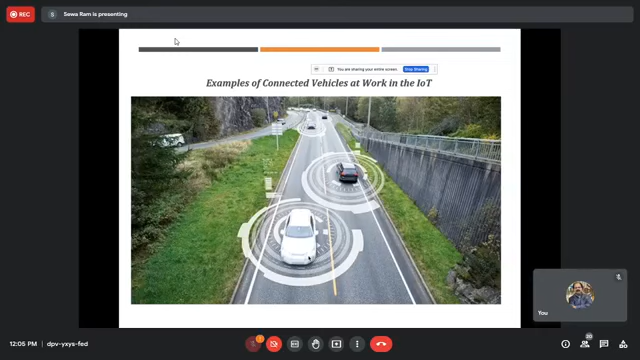 REC
S
Sewa Ram is presenting
You are sharing your entire screen.
Stop Sharing
Examples of Connected Vehicles at Work in the IoT
You
12:05 PM | dpv-yxys-fed
20